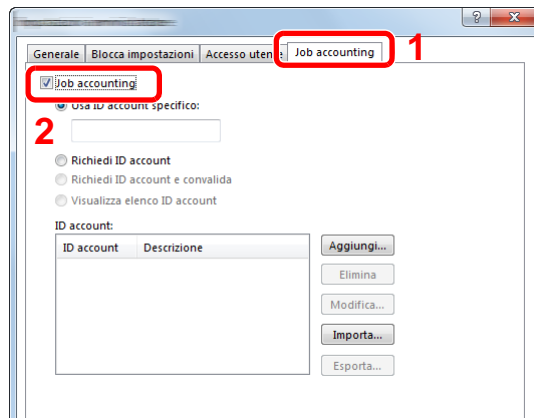 Generale Blocca impostazioni Accesso utente Job accounting 1
Job accounting
Usa ID account specifico:
2
Richiedi ID account
Richiedi ID account e convalida
Visualizza elenco ID account
ID account:
ID account Descrizione
Aggiungi...
Elimina
Modifica...
Importa...
Esporta...